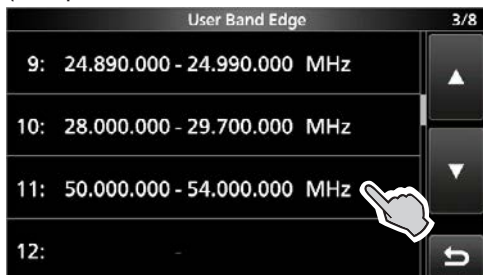 User Band Edge 3/8
9: 24.890.000 - 24.990.000 MHz
10: 28.000.000 - 29.700.000 MHz
11: 50.000.000 - 54.000.000 MHz
12: -